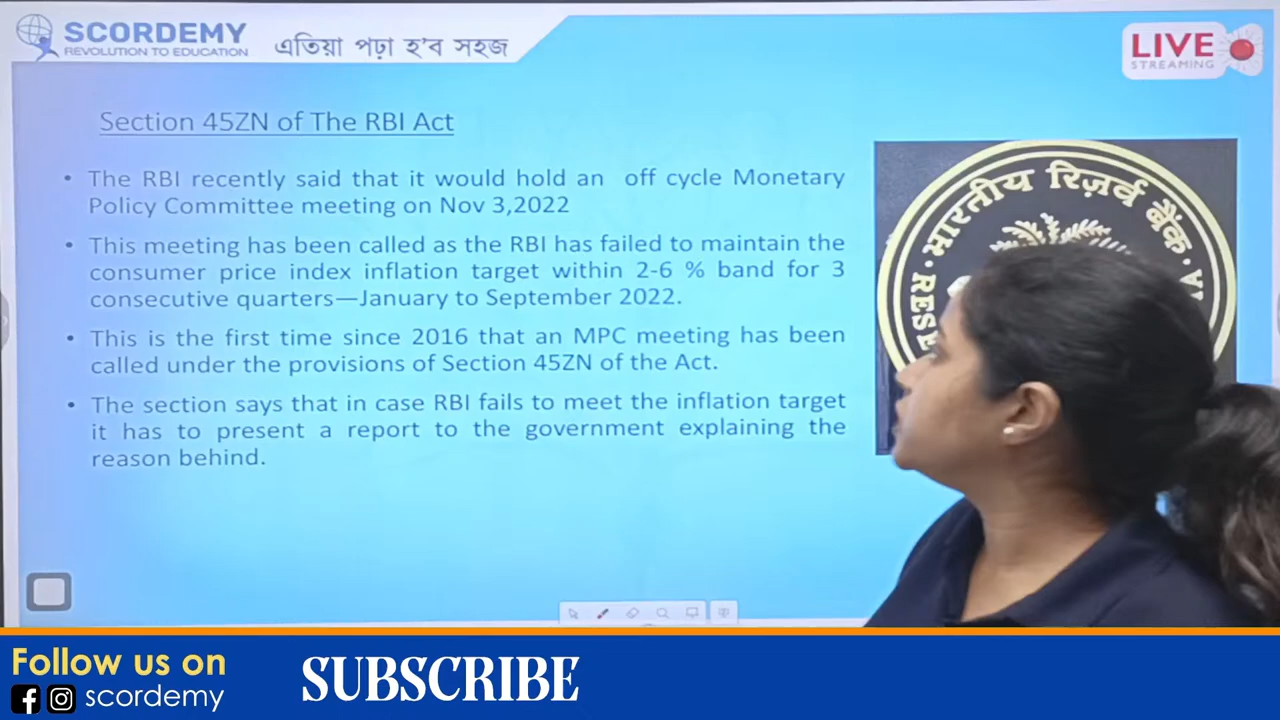 SCORDEMY
REVOLUTION TO EDUCATION
এতিয়া পঢ়া হ'ব সহজ
LIVE
STREAMING
Section 45ZN of The RBI Act
• The RBI recently said that it would hold an off cycle Monetary
Policy Committee meeting on Nov 3,2022
• This meeting has been called as the RBI has failed to maintain the
consumer price index inflation target within 2-6 % band for 3
consecutive quarters—January to September 2022.
• This is the first time since 2016 that an MPC meeting has been
called under the provisions of Section 45ZN of the Act.
• The section says that in case RBI fails to meet the inflation target
it has to present a report to the government explaining the
reason behind.
भारतीय रिज़र्व बैंक
Follow us on
scordemy
SUBSCRIBE